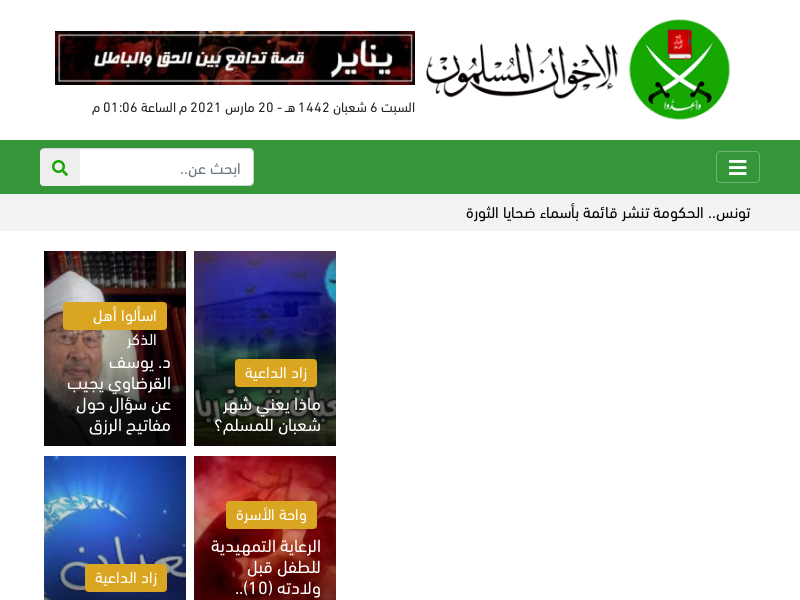 الإخوان المسلمون
وأعدوا
يناير قصة تدافع بين الحق والباطل
السبت 6 شعبان 1442 هـ - 20 مارس 2021 م الساعة 01:06 م
ابحث عن..
تونس.. الحكومة تنشر قائمة بأسماء ضحايا الثورة
زاد الداعية
ماذا يعني شهر
شعبان للمسلم؟
اسألوا أهل
الذكر
د. يوسف
القرضاوي يجيب
عن سؤال حول
مفاتيح الرزق
واحة الأسرة
الرعاية التمهيدية
للطفل قبل
ولادته (10)..
زاد الداعية